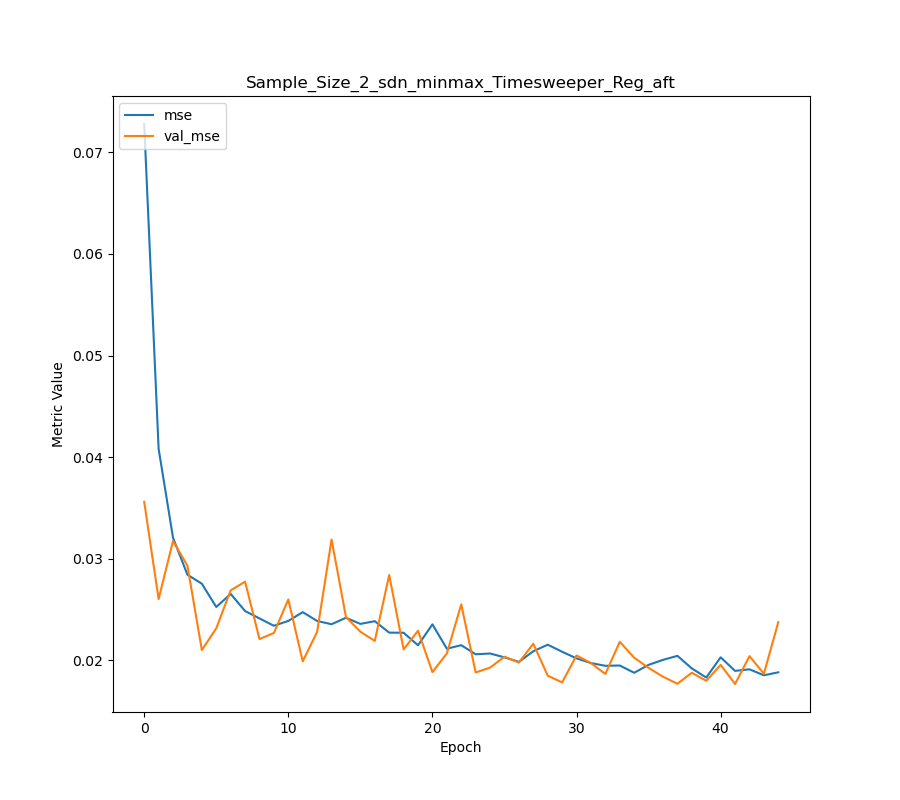 Sample_Size_2_sdn_minmax_Timesweeper_Reg_aft
mse
val_mse
0.07
0.06
0.05
0.04
0.03
0.02
Metric Value
0
10
20
30
40
Epoch